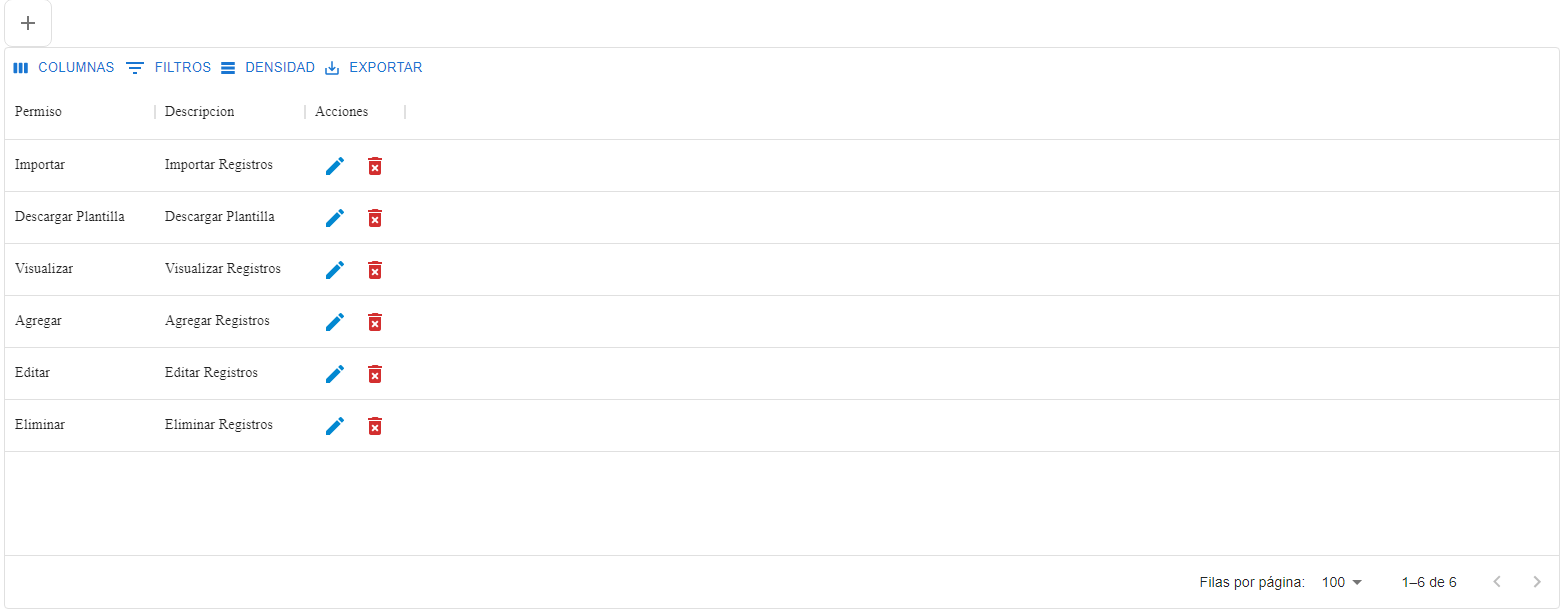 COLUMNAS FILTROS DENSIDAD EXPORTAR
Permiso Descripcion Acciones
Importar Importar Registros
Descargar Plantilla Descargar Plantilla
Visualizar Visualizar Registros
Agregar Agregar Registros
Editar Editar Registros
Eliminar Eliminar Registros
Filas por página: 100 1–6 de 6